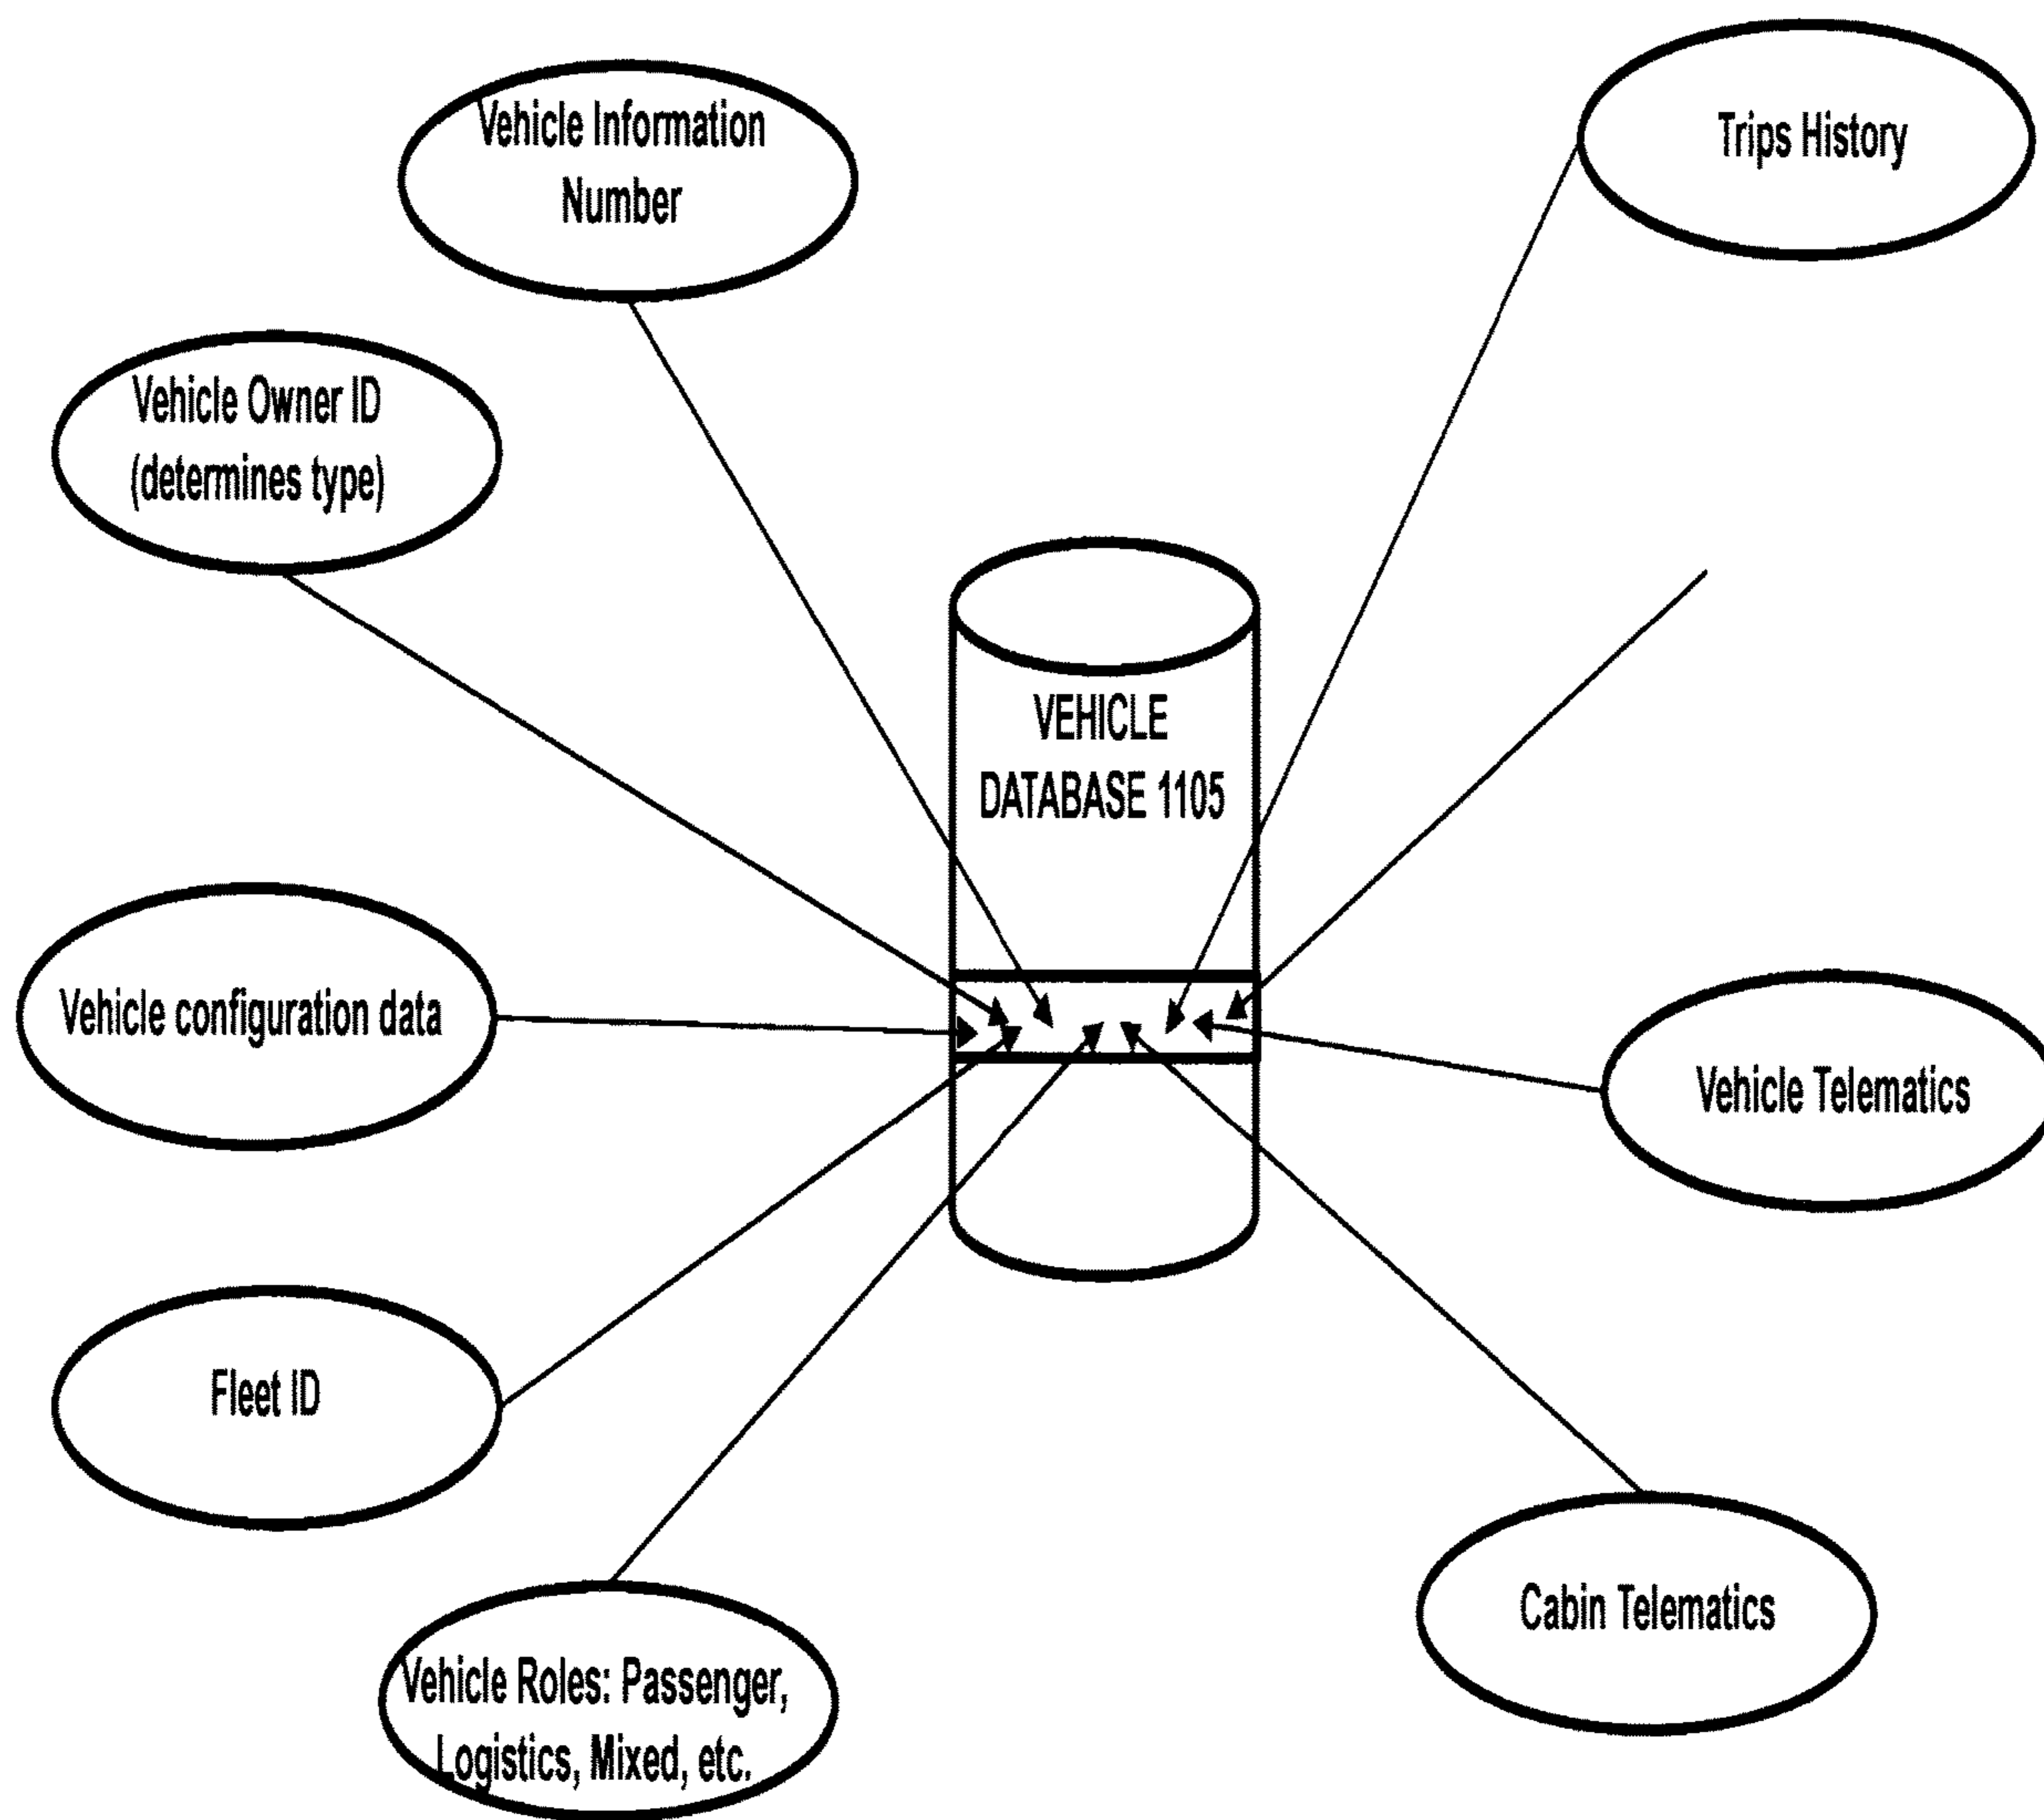 Vehicle Information
Number
Trips History
Vehicle Owner ID
(determines type)
VEHICLE
DATABASE 1105
Vehicle configuration data
Vehicle Telematics
Fleet ID
Cabin Telematics
Vehicle Roles: Passenger,
Logistics, Mixed, etc.